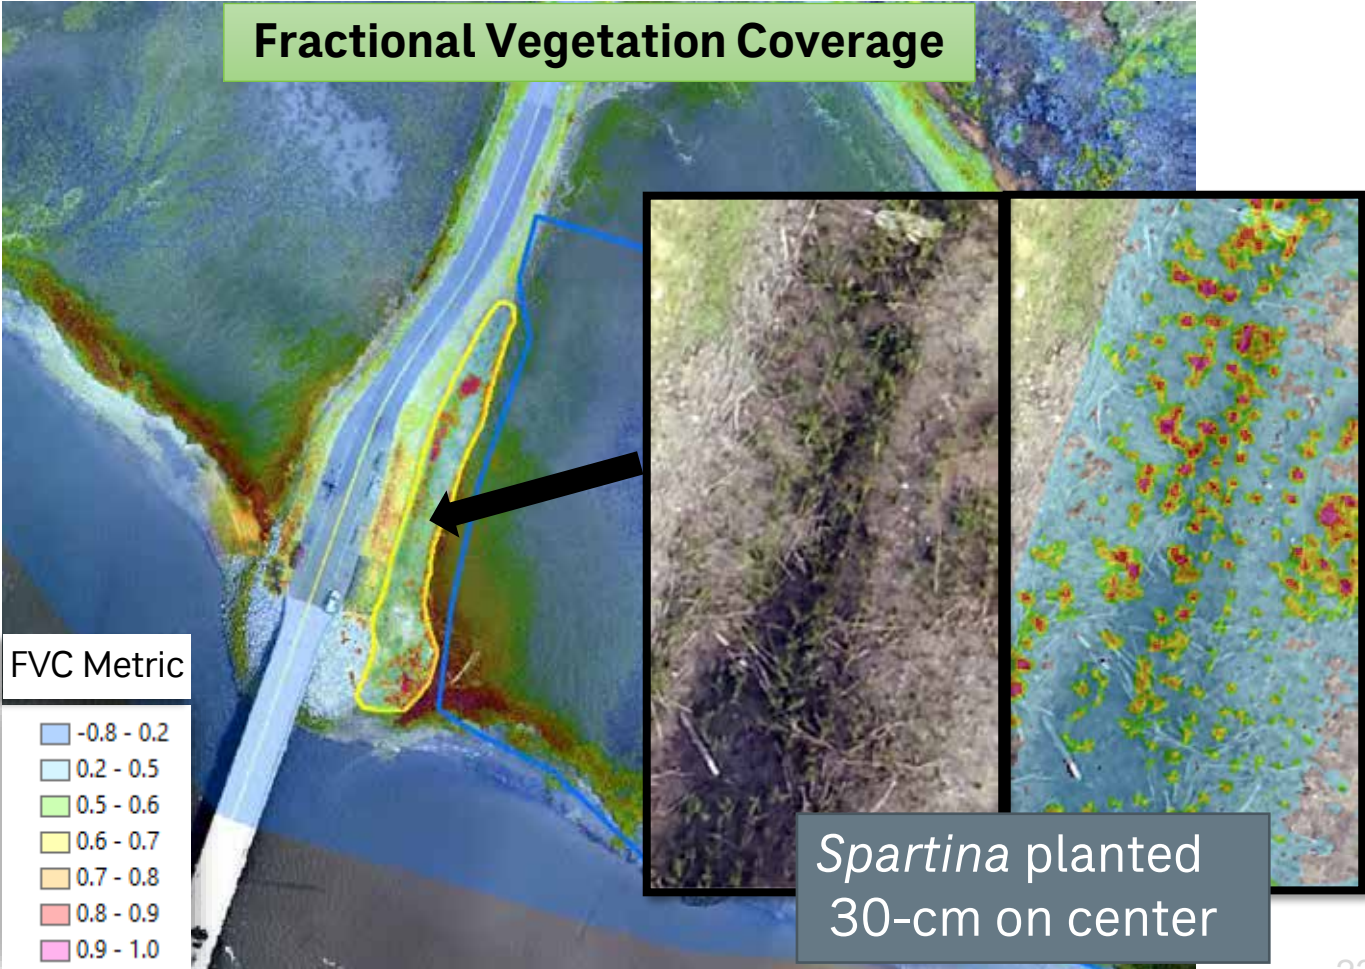 Fractional Vegetation Coverage
FVC Metric
-0.8 - 0.2
0.2 - 0.5
0.5 - 0.6
0.6 - 0.7
0.7 - 0.8
0.8 - 0.9
0.9 - 1.0
Spartina planted
30-cm on center